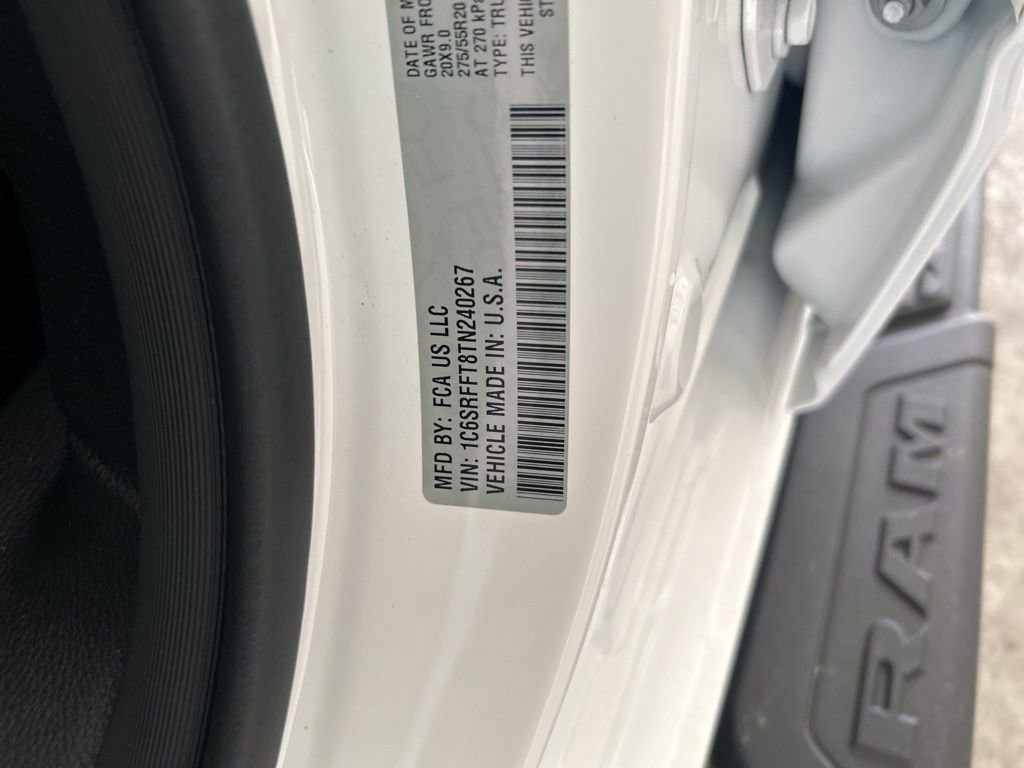 MFD BY: FCA US LLC
VIN: 1C6SRFFT8TN240267
VEHICLE MADE IN: U.S.A.
DATE OF M
GAWR FRO
20X9.0
275/55R20
AT 270 kPa
TYPE: TRU
THIS VEHI
ST
RAM